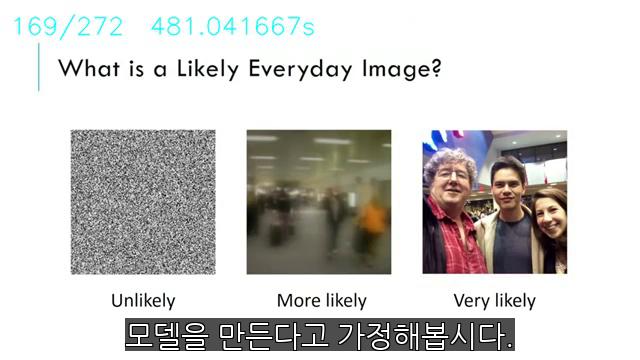 169/272 481.041667s
What is a Likely Everyday Image?
Unlikely
More likely
Very likely
모델을 만든다고 가정해봅시다.